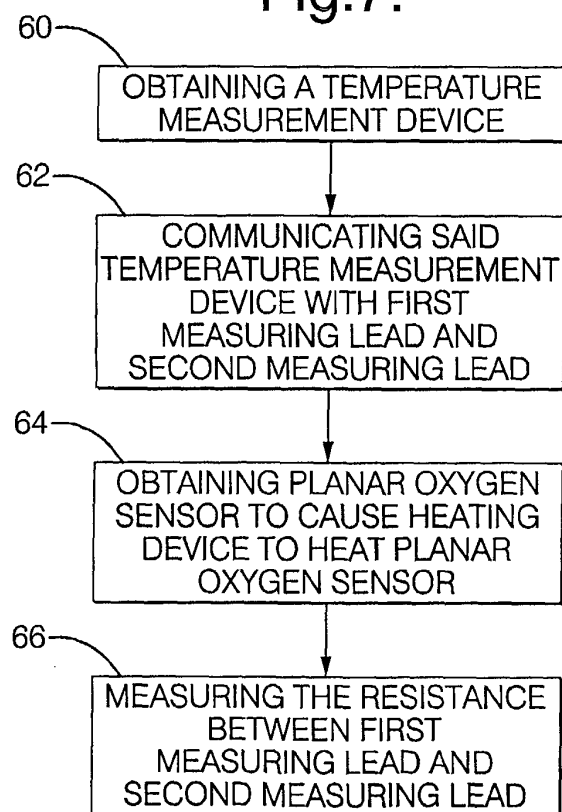 Fig.7.
60
OBTAINING A TEMPERATURE
MEASUREMENT DEVICE
62
COMMUNICATING SAID
TEMPERATURE MEASUREMENT
DEVICE WITH FIRST
MEASURING LEAD AND
SECOND MEASURING LEAD
64
OBTAINING PLANAR OXYGEN
SENSOR TO CAUSE HEATING
DEVICE TO HEAT PLANAR
OXYGEN SENSOR
66
MEASURING THE RESISTANCE
BETWEEN FIRST
MEASURING LEAD AND
SECOND MEASURING LEAD